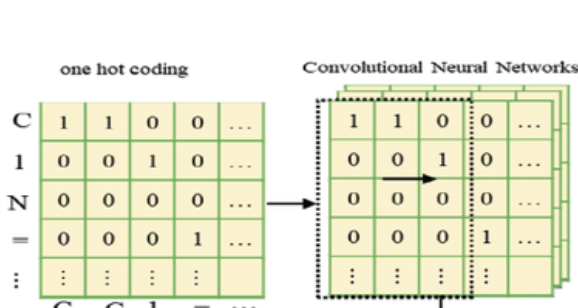 one hot coding
Convolutional Neural Networks
C 1 1 0 0 ...
1 0 0 1 0 ...
N 0 0 0 0 ...
= 0 0 0 1 ...
⋮ ⋮ ⋮ ⋮ ⋮
C C 1 = ...
1 1 0 0 ...
0 0 1 0 ...
0 0 0 0 ...
0 0 0 1 ...
⋮ ⋮ ⋮ ⋮